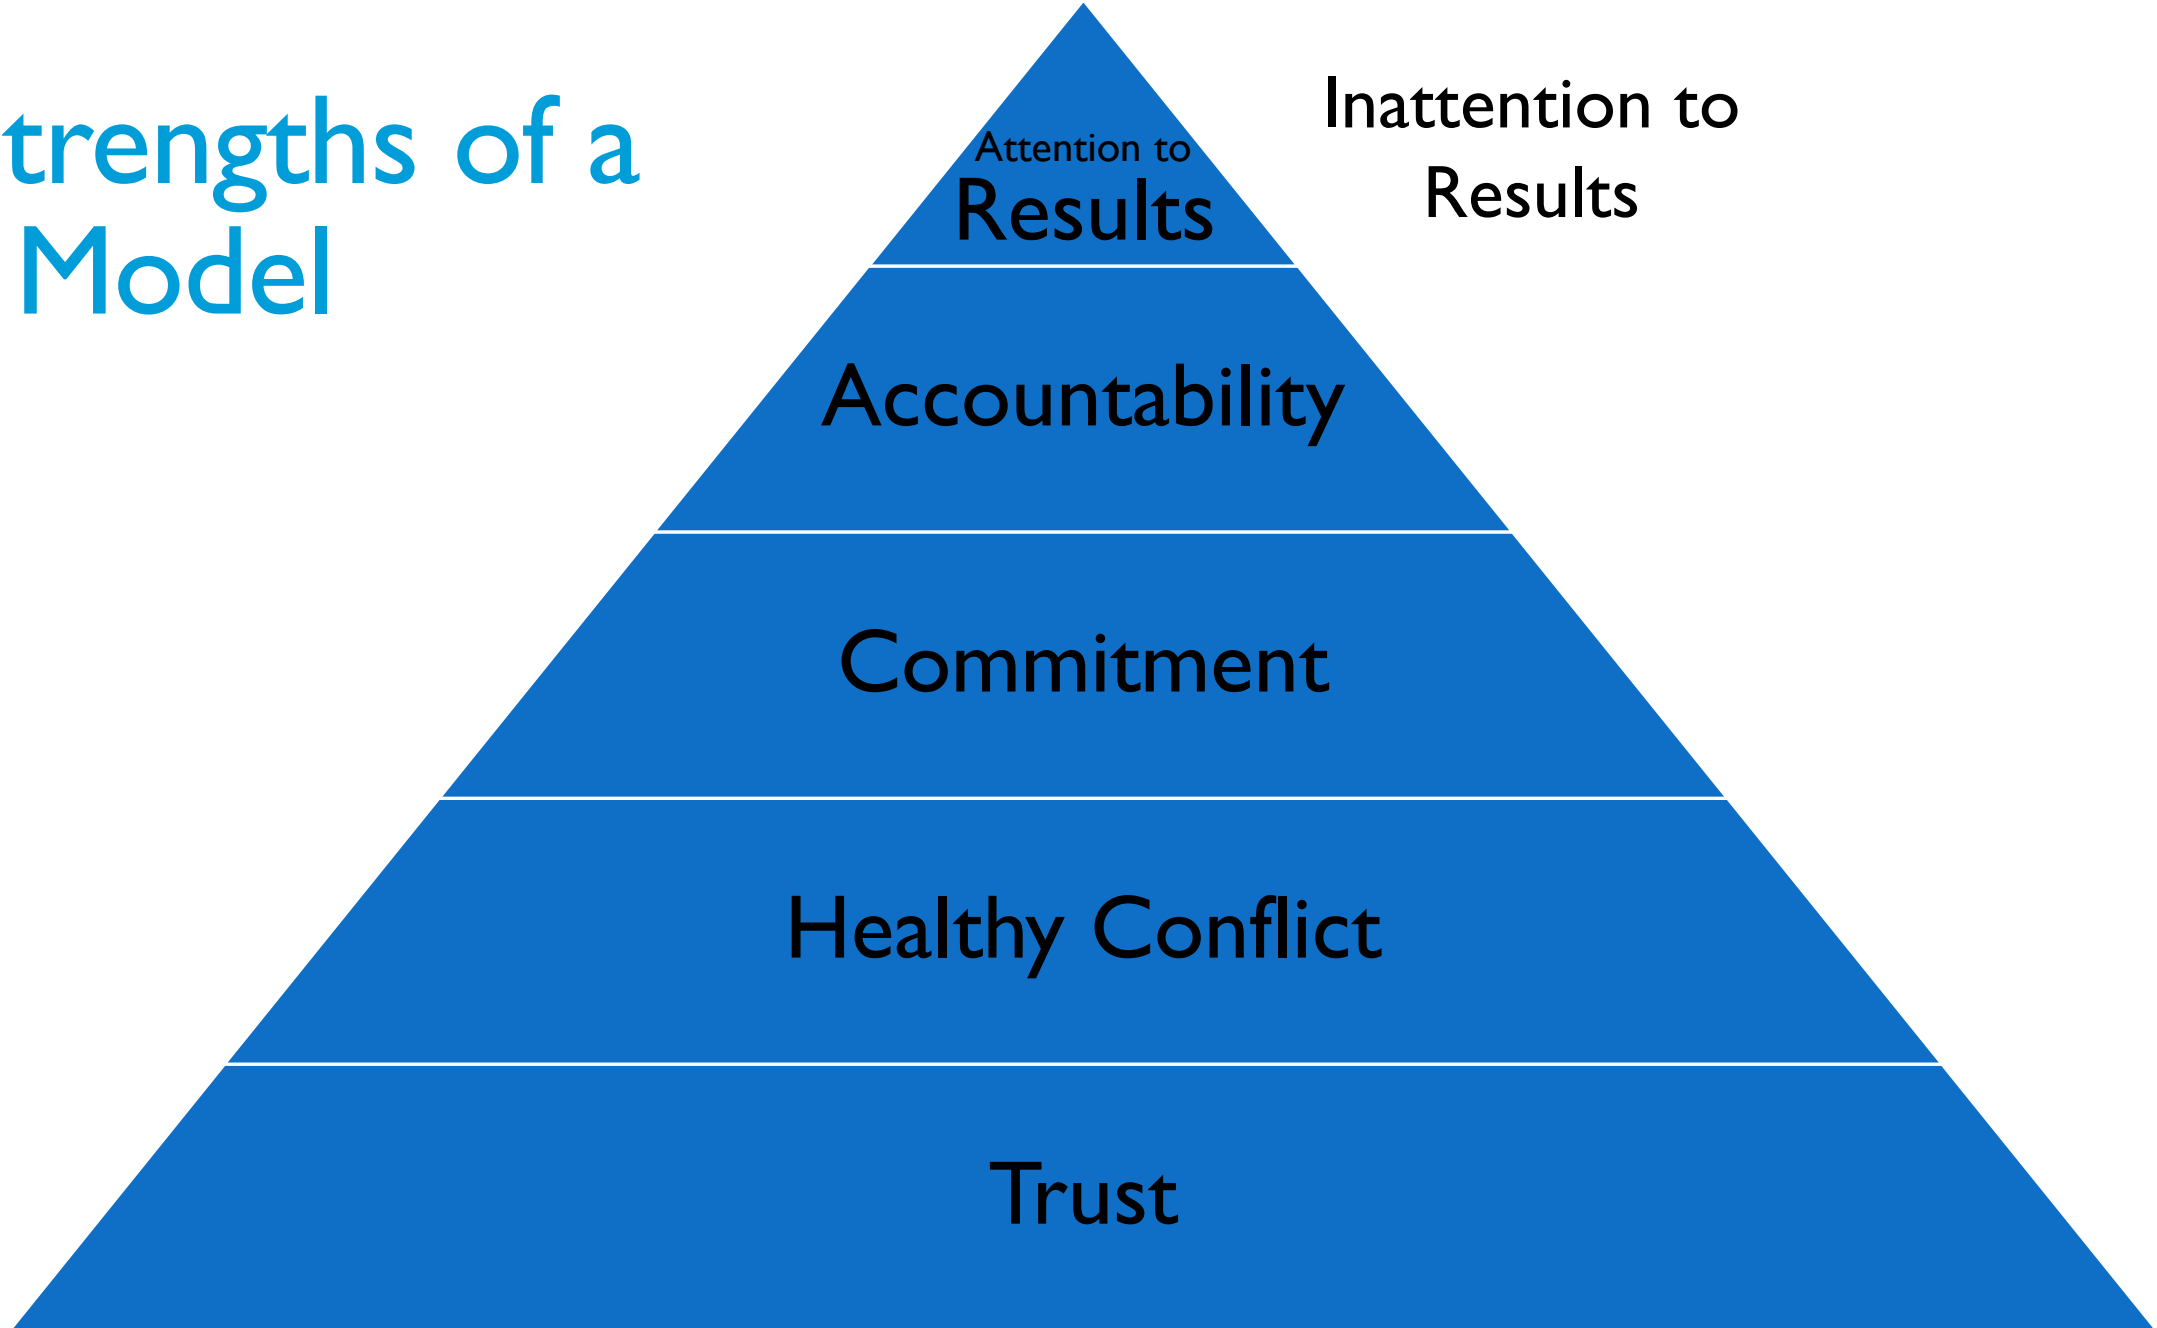 trengths of a
Model
Inattention to
Results
Attention to
Results
Accountability
Commitment
Healthy Conflict
Trust